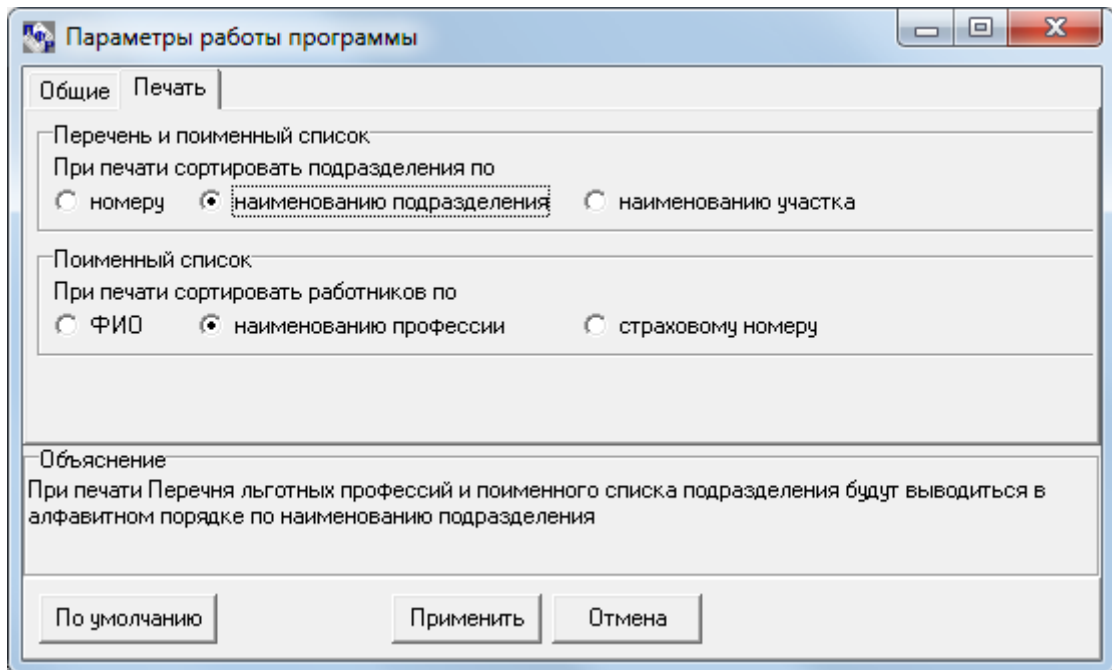 Параметры работы программы
Общие Печать
Перечень и поименный список
При печати сортировать подразделения по
номеру наименованию подразделения наименованию участка
Поименный список
При печати сортировать работников по
ФИО наименованию профессии страховому номеру
Объяснение
При печати Перечня льготных профессий и поименного списка подразделения будут выводиться в
алфавитном порядке по наименованию подразделения
По умолчанию Применить Отмена